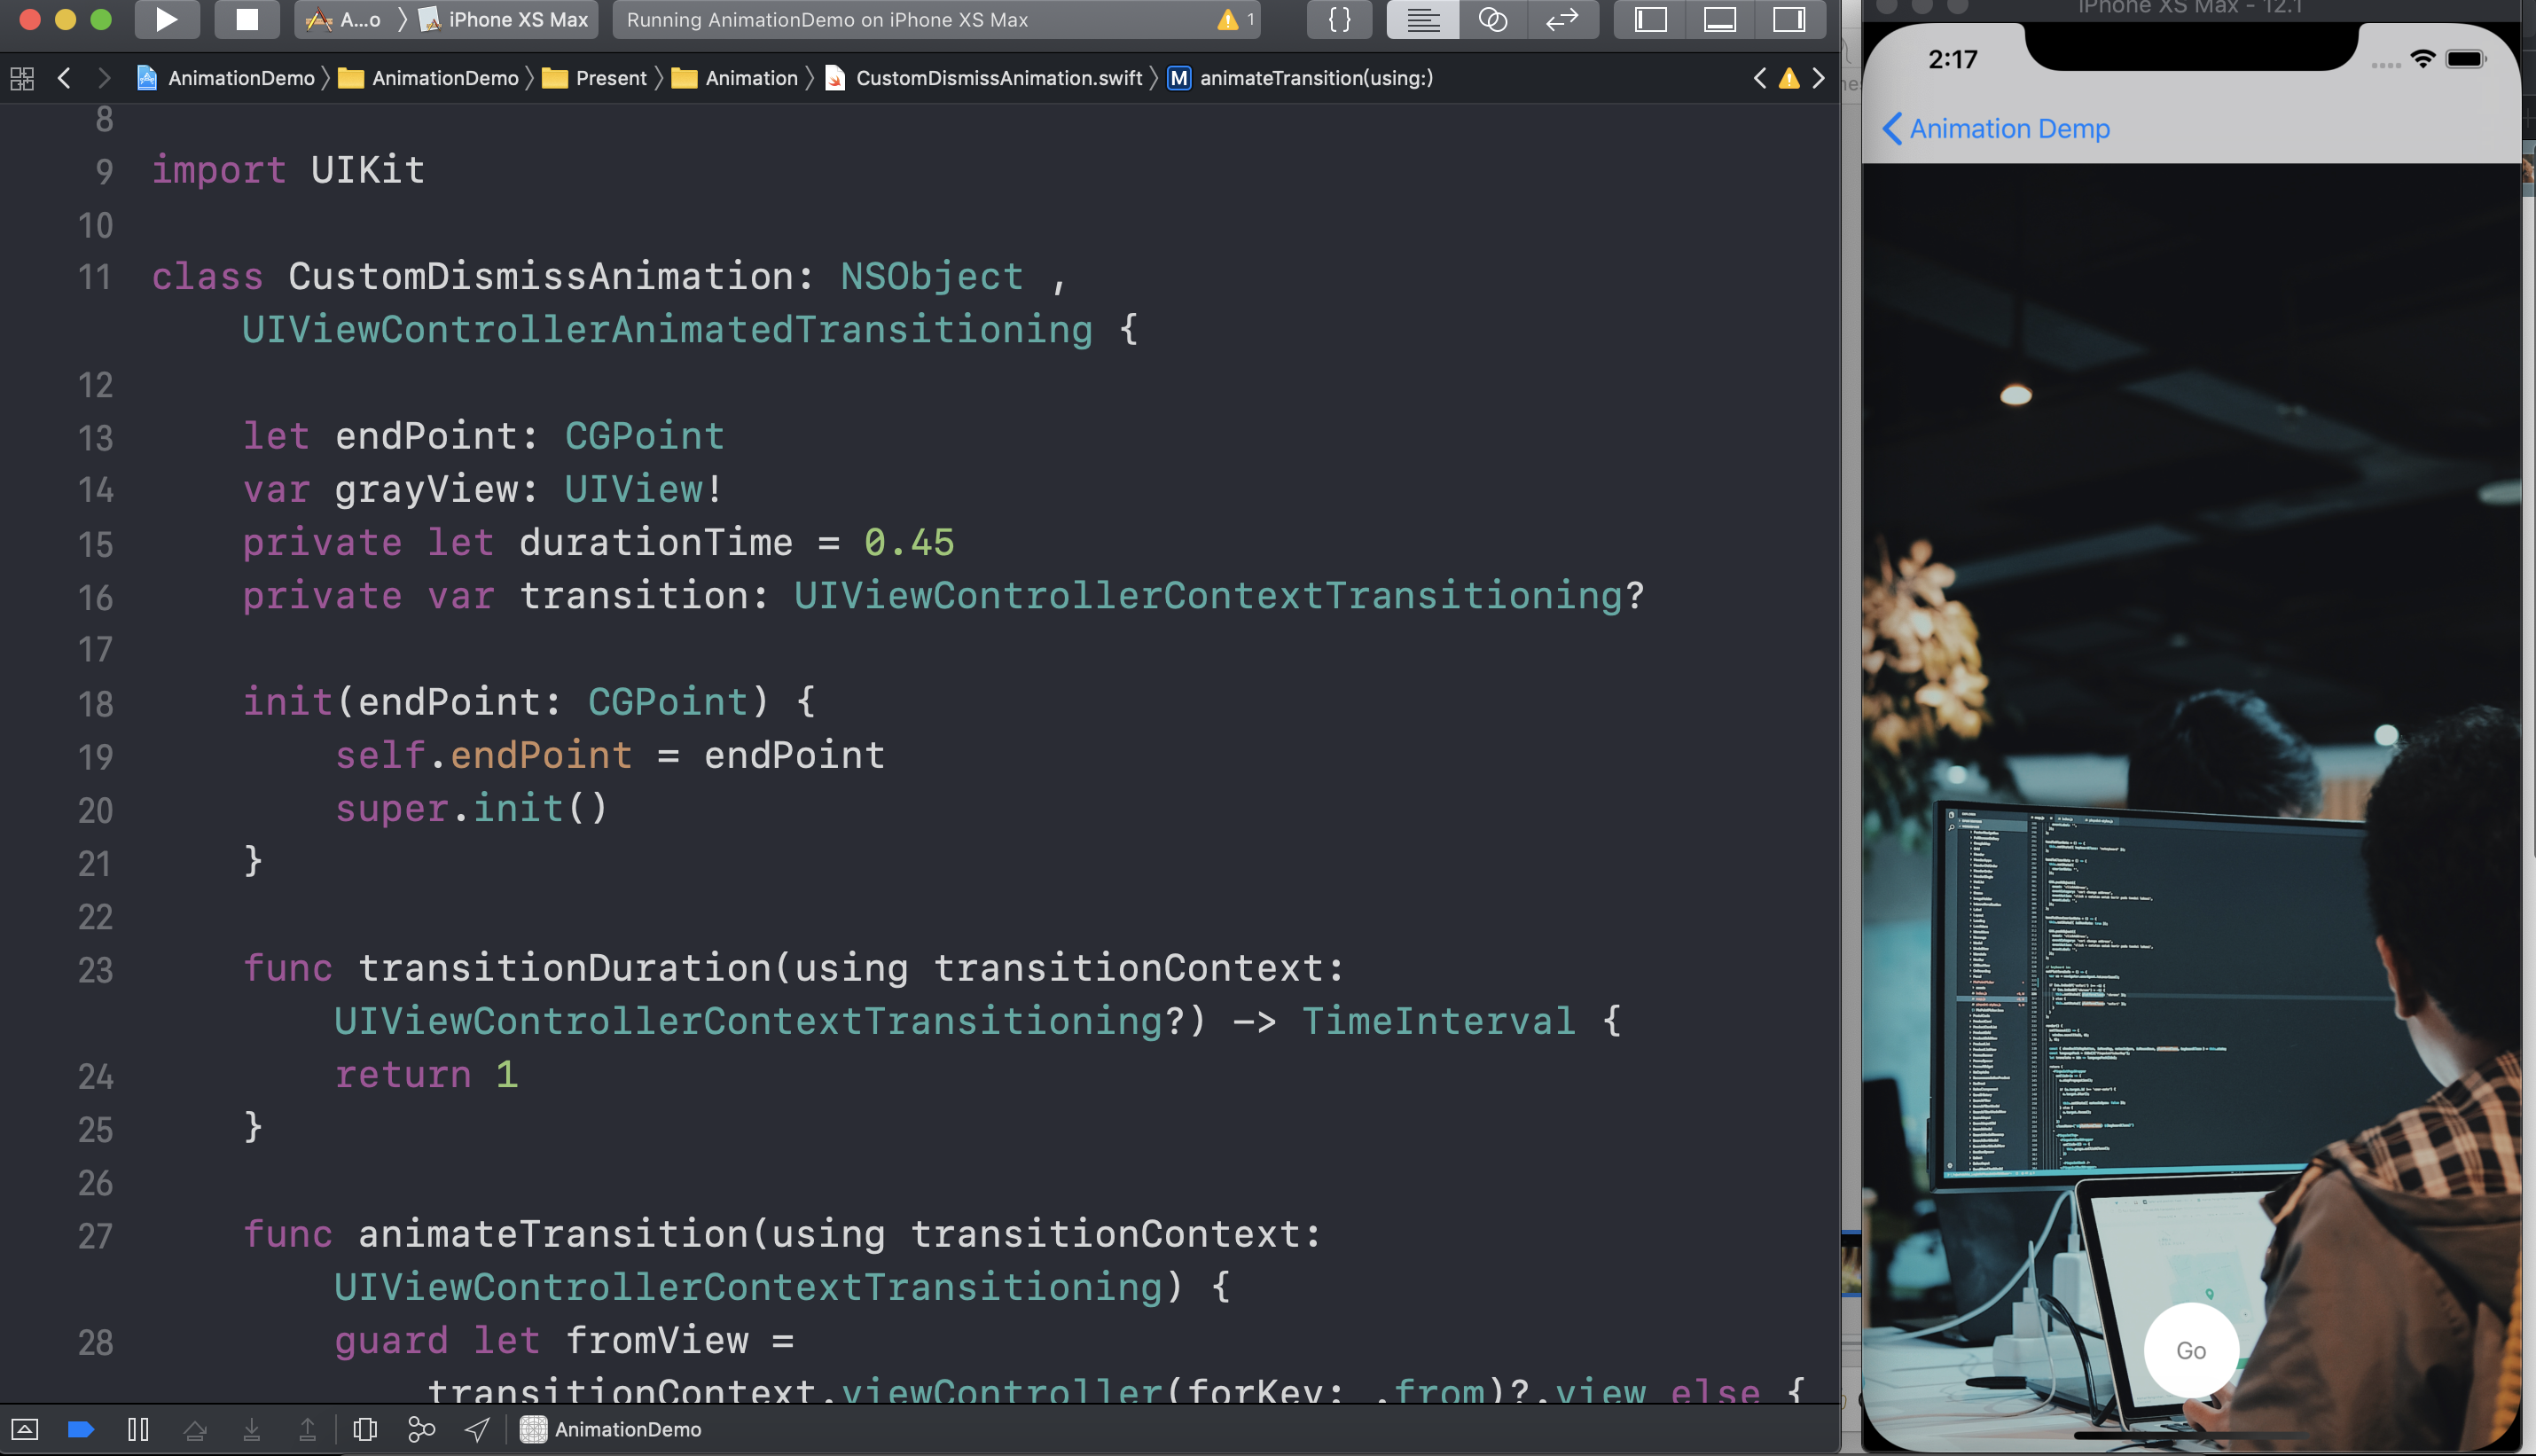 A...o 〉 iPhone XS Max
Running AnimationDemo on iPhone XS Max
1
{ }
AnimationDemo 〉 AnimationDemo 〉 Present 〉 Animation 〉 CustomDismissAnimation.swift 〉 M animateTransition(using:)
8
9 import UIKit
10
11 class CustomDismissAnimation: NSObject ,
UIViewControllerAnimatedTransitioning {
12
13 let endPoint: CGPoint
14 var grayView: UIView!
15 private let durationTime = 0.45
16 private var transition: UIViewControllerContextTransitioning?
17
18 init(endPoint: CGPoint) {
19 self.endPoint = endPoint
20 super.init()
21 }
22
23 func transitionDuration(using transitionContext:
UIViewControllerContextTransitioning?) -> TimeInterval {
24 return 1
25 }
26
27 func animateTransition(using transitionContext:
UIViewControllerContextTransitioning) {
28 guard let fromView =
transitionContext.viewController(forKey: .from)?.view else {
AnimationDemo
iPhone XS Max - 12.1
2:17
Animation Demp
Go